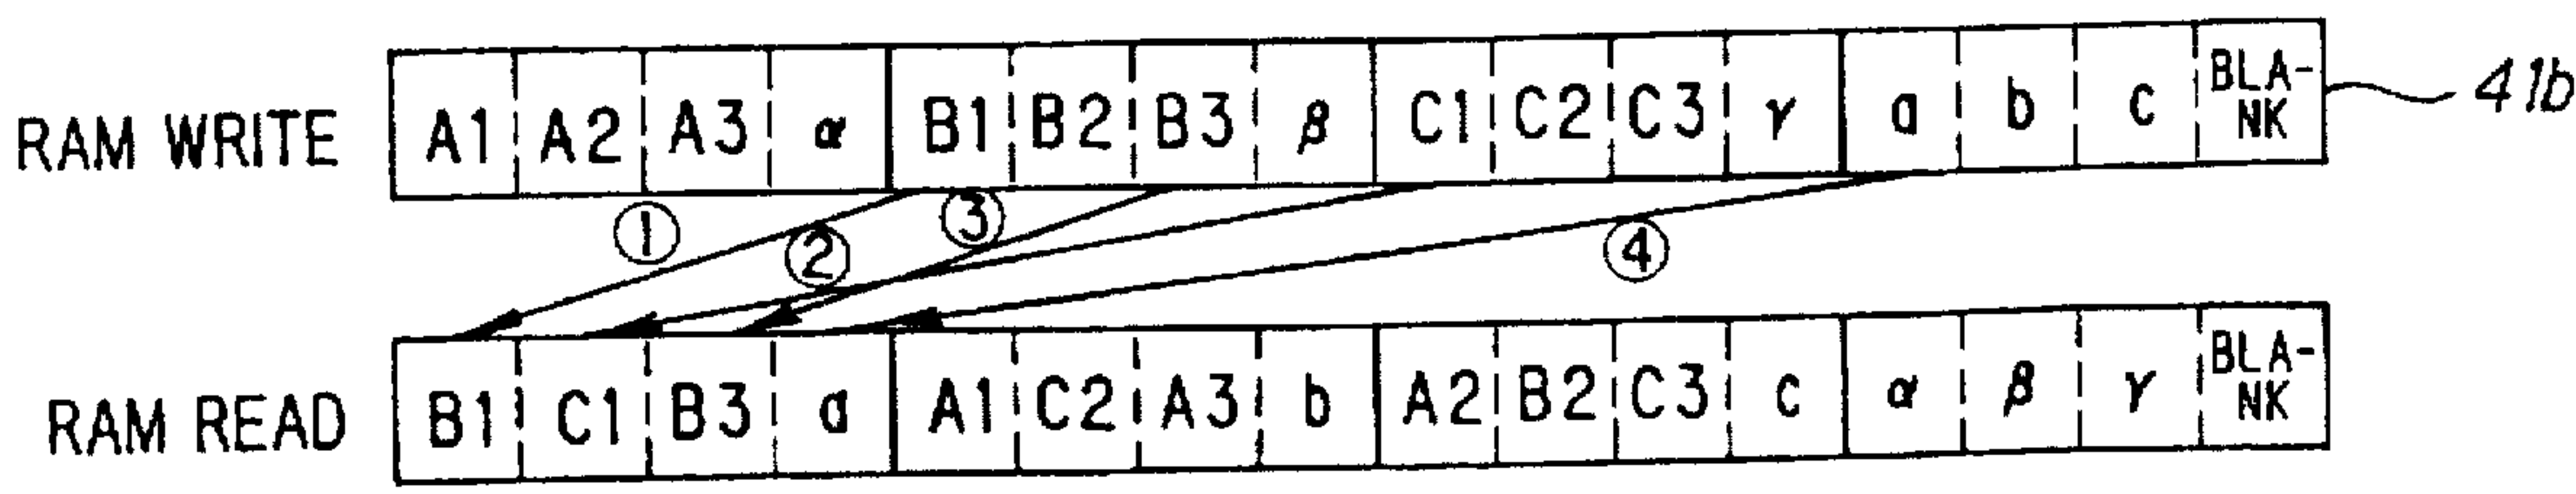 RAM WRITE A1 A2 A3 α B1 B2 B3 β C1 C2 C3 γ a b c BLA-
NK 41b
① ② ③ ④
RAM READ B1 C1 B3 a A1 C2 A3 b A2 B2 C3 c α β γ BLA-
NK